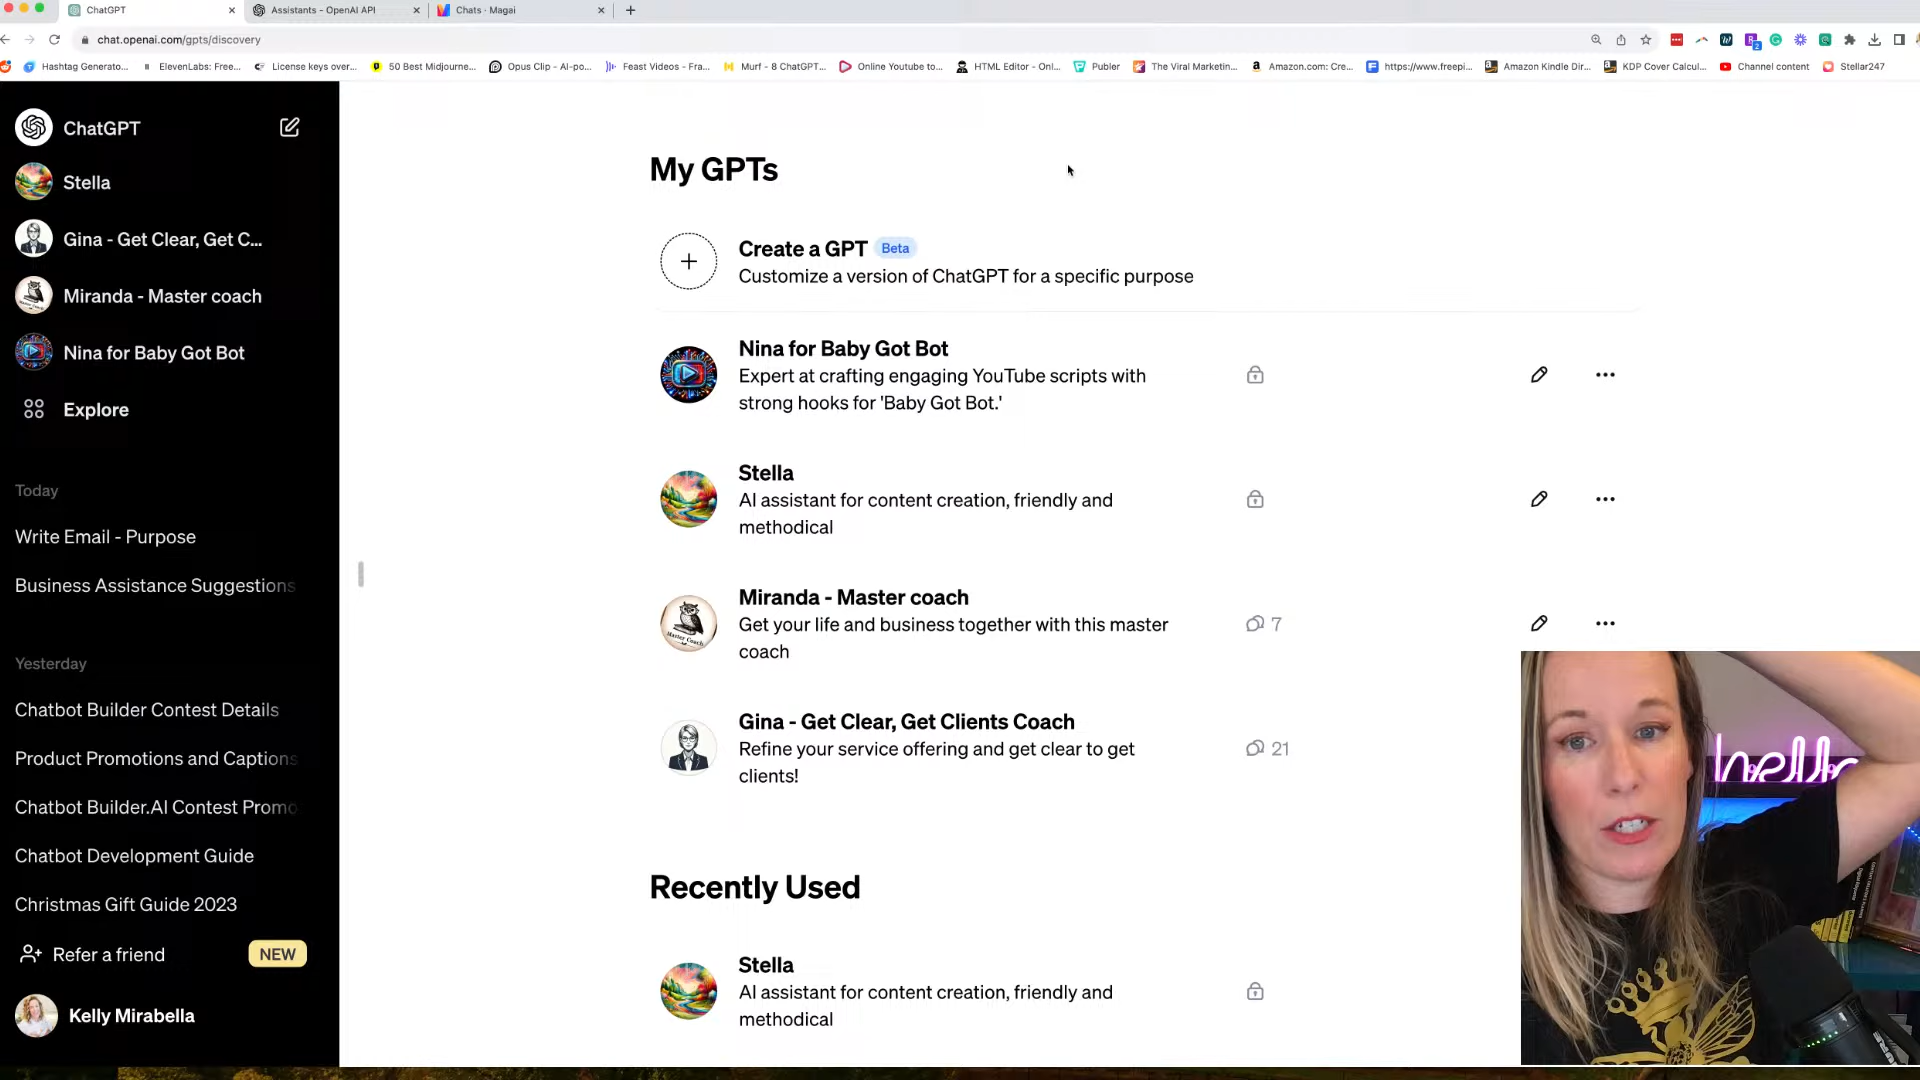 ChatGPT
Assistants - OpenAI API
Chats · Magai
chat.openai.com/gpts/discovery
Hashtag Generato...
ElevenLabs: Free...
License keys over...
50 Best Midjourne...
Opus Clip - AI-po...
Feast Videos - Fra...
Murf - 8 ChatGPT...
Online Youtube to...
HTML Editor - Onl...
Publer
The Viral Marketin...
Amazon.com: Cre...
https://www.freepi...
Amazon Kindle Dir...
KDP Cover Calcul...
Channel content
Stellar247
ChatGPT
Stella
Gina - Get Clear, Get C...
Miranda - Master coach
Nina for Baby Got Bot
Explore
Today
Write Email - Purpose
Business Assistance Suggestions
Yesterday
Chatbot Builder Contest Details
Product Promotions and Captions
Chatbot Builder.AI Contest Promo
Chatbot Development Guide
Christmas Gift Guide 2023
Refer a friend
NEW
Kelly Mirabella
My GPTs
Create a GPT Beta
Customize a version of ChatGPT for a specific purpose
Nina for Baby Got Bot
Expert at crafting engaging YouTube scripts with
strong hooks for 'Baby Got Bot.'
Stella
AI assistant for content creation, friendly and
methodical
Miranda - Master coach
Get your life and business together with this master
coach
7
Master Coach
Gina - Get Clear, Get Clients Coach
Refine your service offering and get clear to get
clients!
21
Recently Used
Stella
AI assistant for content creation, friendly and
methodical
hello